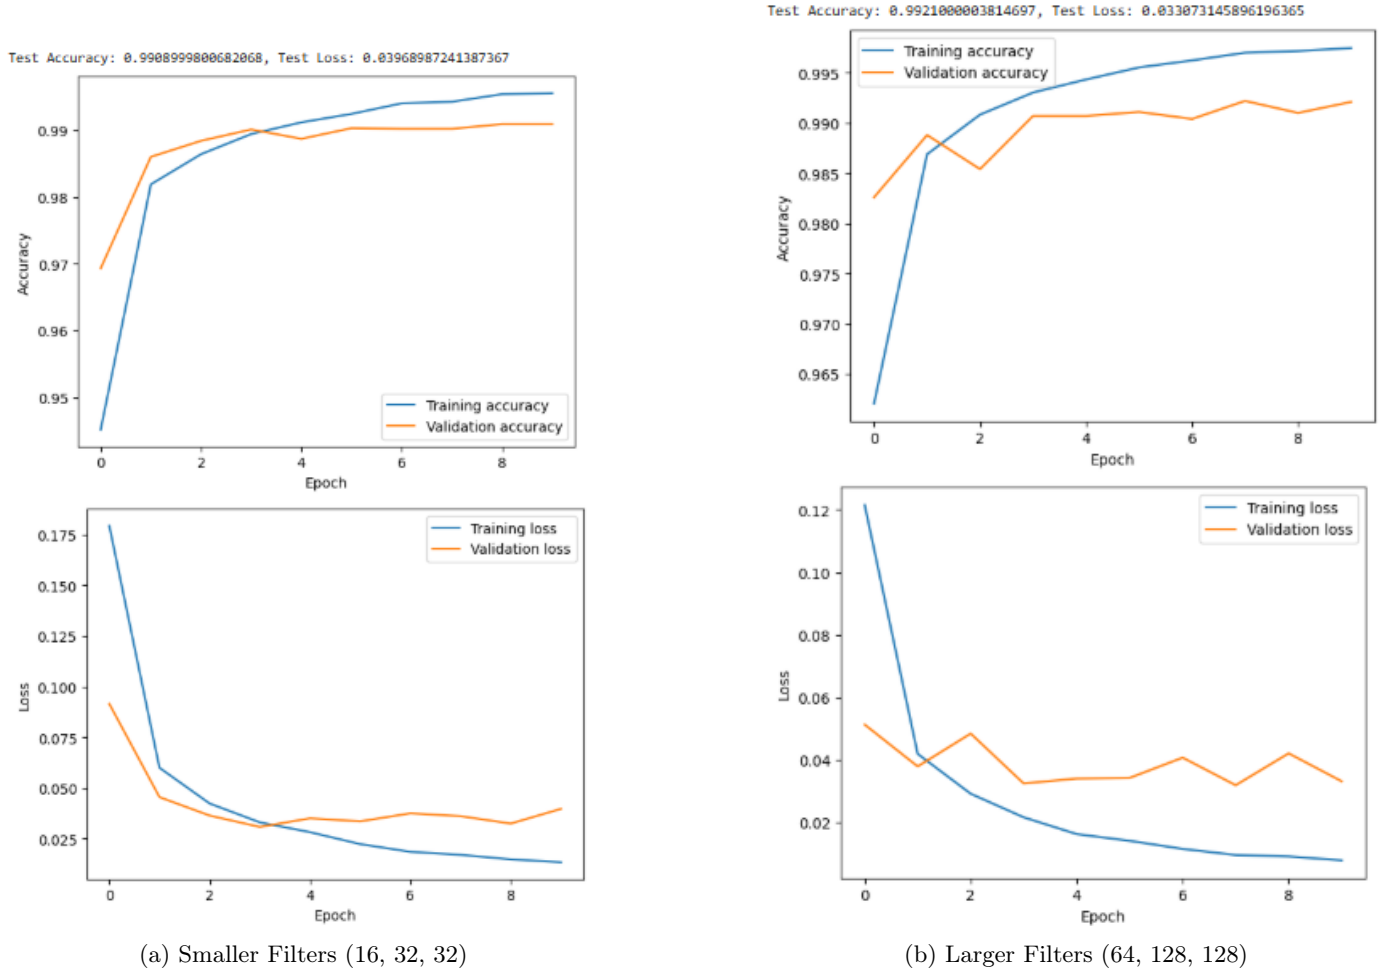 Test Accuracy: 0.9908999800682068, Test Loss: 0.03968987241387367
0.99
0.98
0.97
0.96
0.95
Accuracy
Training accuracy
Validation accuracy
0 2 4 6 8
Epoch
0.175
0.150
0.125
0.100
0.075
0.050
0.025
Loss
Training loss
Validation loss
0 2 4 6 8
Epoch
(a) Smaller Filters (16, 32, 32)
Test Accuracy: 0.9921000003814697, Test Loss: 0.033073145896196365
Training accuracy
Validation accuracy
0.995
0.990
0.985
0.980
0.975
0.970
0.965
Accuracy
0 2 4 6 8
Epoch
Training loss
Validation loss
0.12
0.10
0.08
0.06
0.04
0.02
Loss
0 2 4 6 8
Epoch
(b) Larger Filters (64, 128, 128)